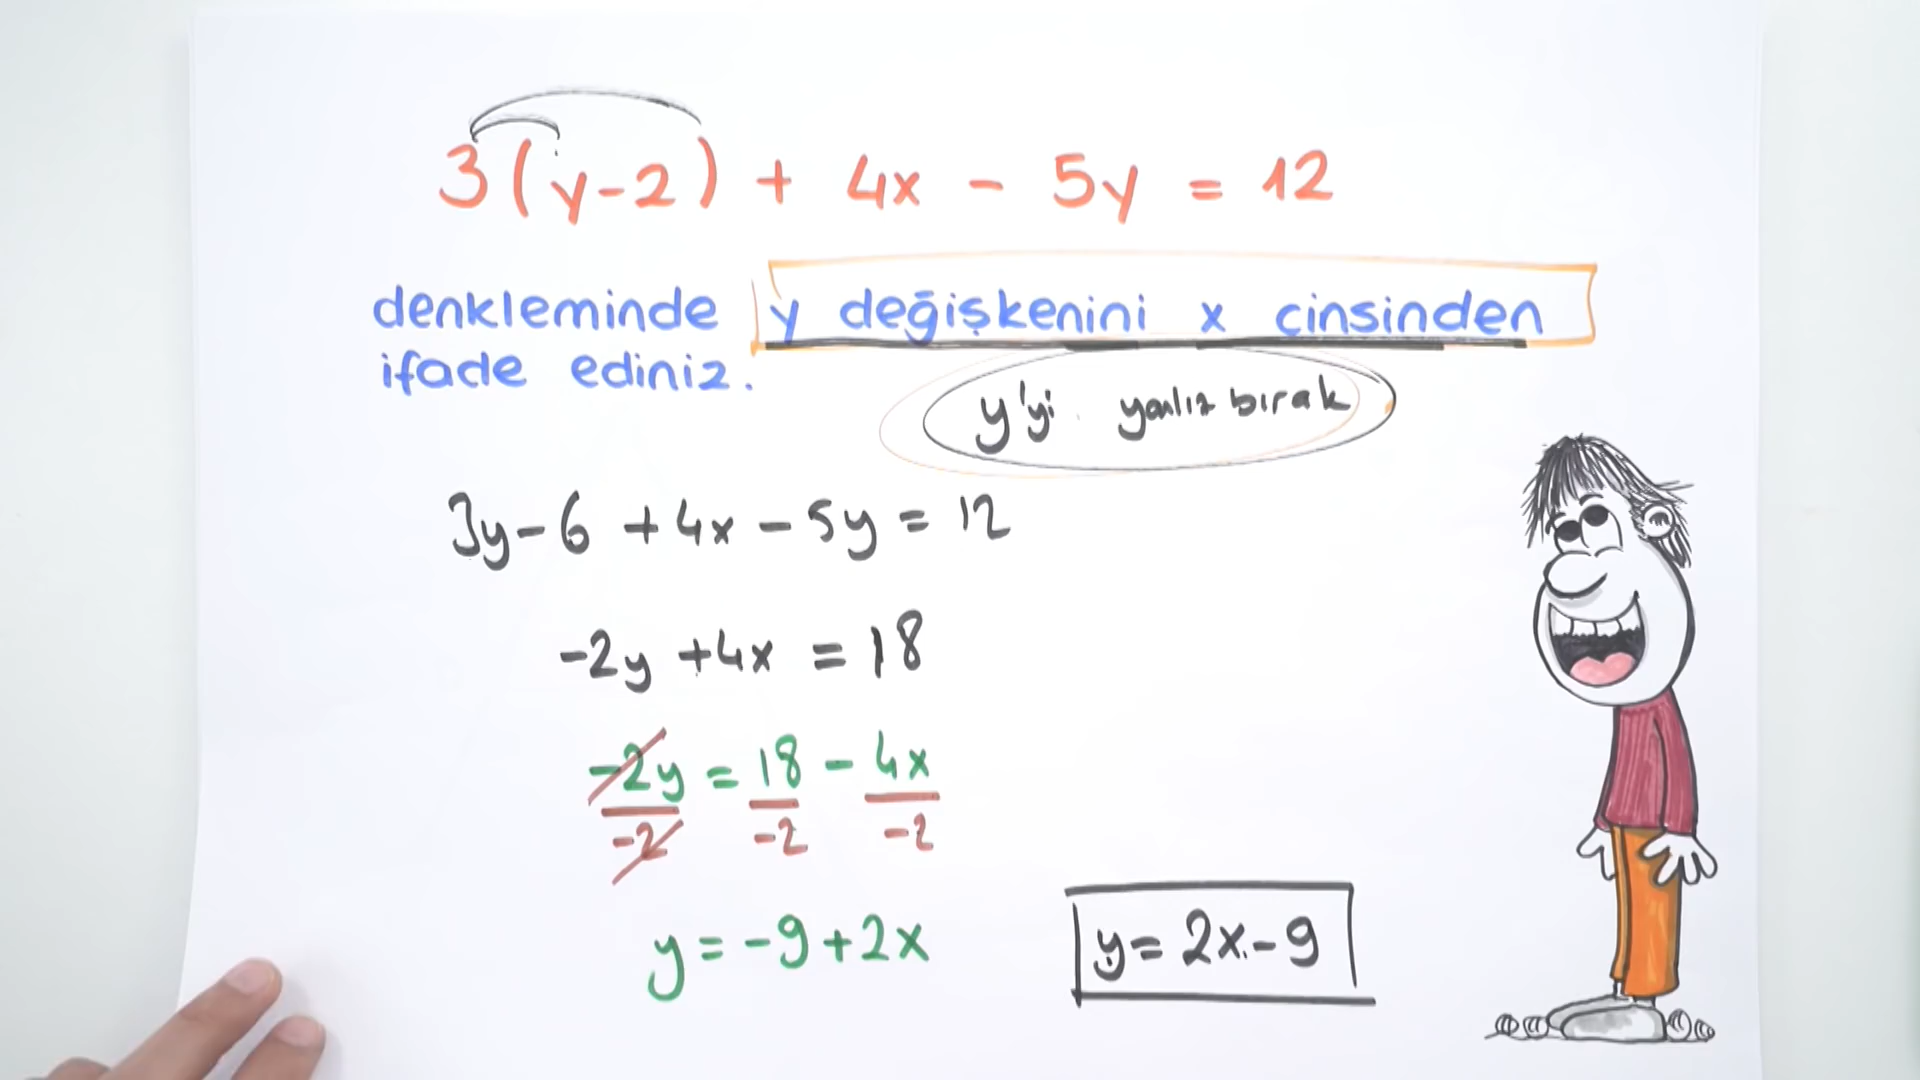 3(y-2) + 4x - 5y = 12
denkleminde y değişkenini x cinsinden
ifade ediniz.
y'yi yanlız bırak
3y-6 +4x-5y = 12
-2y +4x = 18
-2y = 18 - 4x
-2 -2 -2
y = -9+2x
y = 2x-9